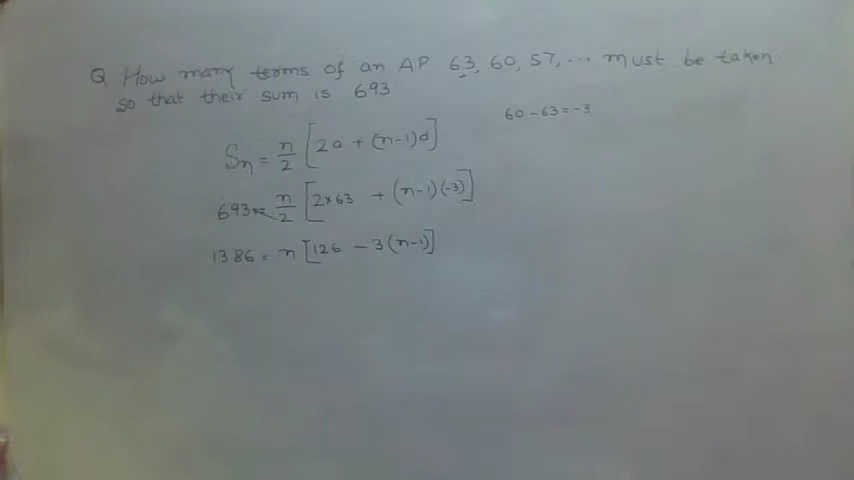 Q. How many terms of an AP 63, 60, 57, ... must be taken
so that their sum is 693
60 - 63 = -3
Sn = n/2 [2a + (n-1)d]
693 = n/2 [2×63 + (n-1)(-3)]
1386 = n [126 - 3(n-1)]